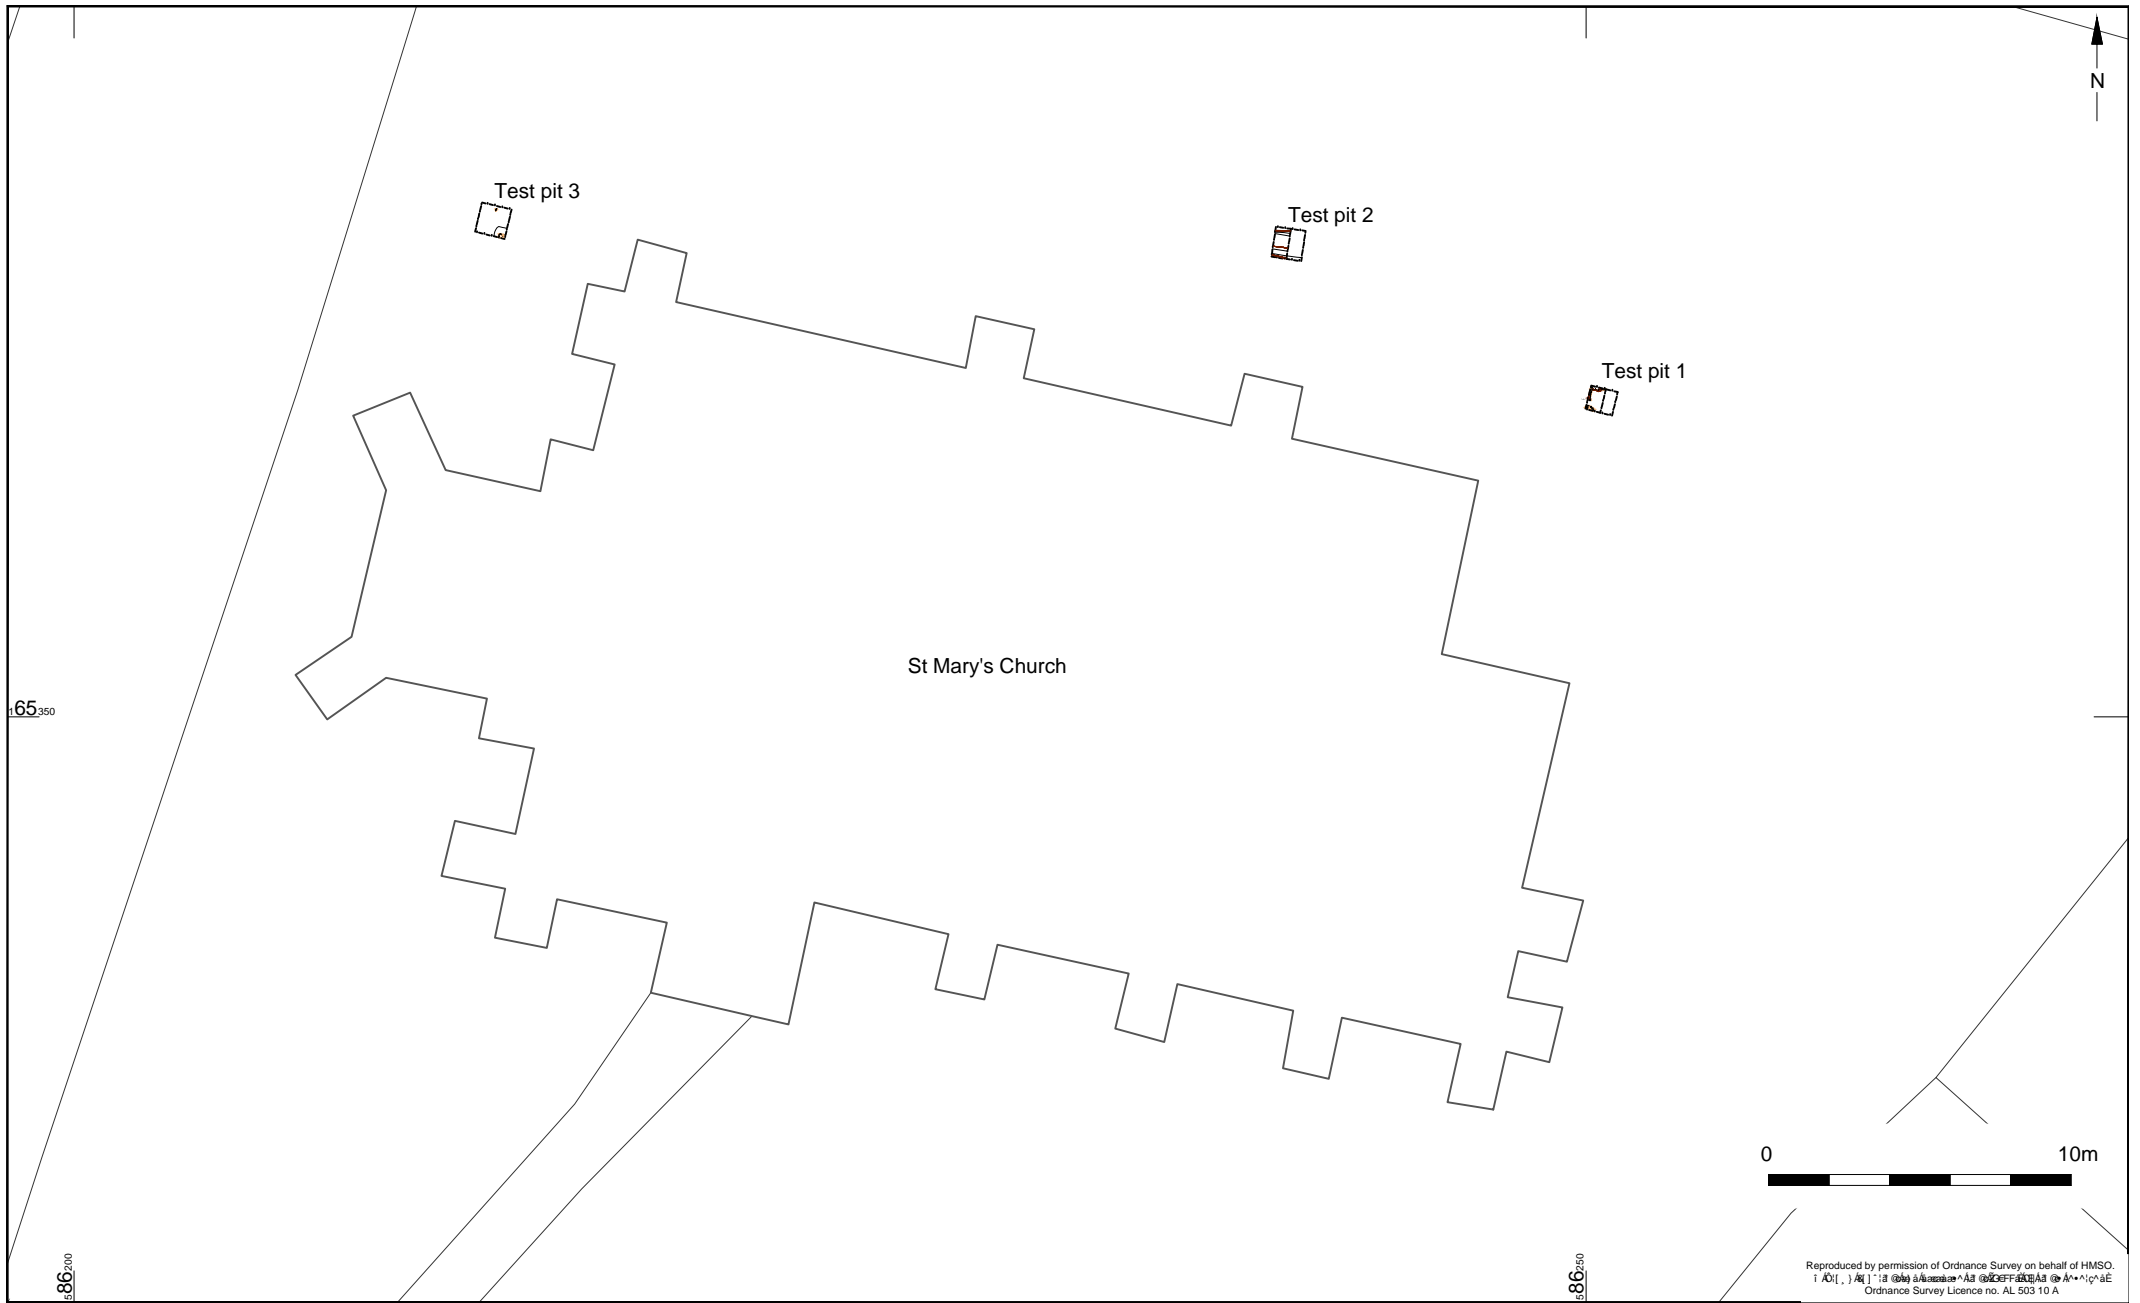 N
Test pit 3
Test pit 2
Test pit 1
St Mary's Church
165350
0 10m
586200
586250
Reproduced by permission of Ordnance Survey on behalf of HMSO.
Ordnance Survey Licence no. AL 503 10 A